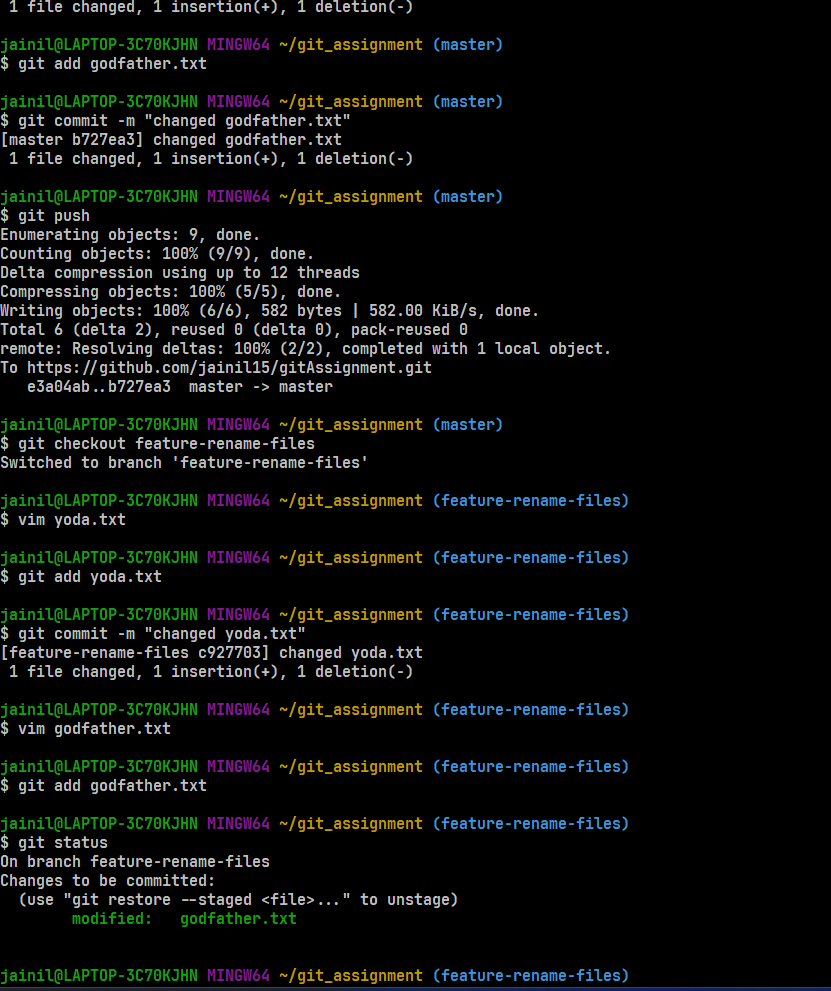 1 file changed, 1 insertion(+), 1 deletion(-)
jainil@LAPTOP-3C70KJHN MINGW64 ~/git_assignment (master)
$ git add godfather.txt
jainil@LAPTOP-3C70KJHN MINGW64 ~/git_assignment (master)
$ git commit -m "changed godfather.txt"
[master b727ea3] changed godfather.txt
1 file changed, 1 insertion(+), 1 deletion(-)
jainil@LAPTOP-3C70KJHN MINGW64 ~/git_assignment (master)
$ git push
Enumerating objects: 9, done.
Counting objects: 100% (9/9), done.
Delta compression using up to 12 threads
Compressing objects: 100% (5/5), done.
Writing objects: 100% (6/6), 582 bytes | 582.00 KiB/s, done.
Total 6 (delta 2), reused 0 (delta 0), pack-reused 0
remote: Resolving deltas: 100% (2/2), completed with 1 local object.
To https://github.com/jainil15/gitAssignment.git
e3a04ab..b727ea3  master -> master
jainil@LAPTOP-3C70KJHN MINGW64 ~/git_assignment (master)
$ git checkout feature-rename-files
Switched to branch 'feature-rename-files'
jainil@LAPTOP-3C70KJHN MINGW64 ~/git_assignment (feature-rename-files)
$ vim yoda.txt
jainil@LAPTOP-3C70KJHN MINGW64 ~/git_assignment (feature-rename-files)
$ git add yoda.txt
jainil@LAPTOP-3C70KJHN MINGW64 ~/git_assignment (feature-rename-files)
$ git commit -m "changed yoda.txt"
[feature-rename-files c927703] changed yoda.txt
1 file changed, 1 insertion(+), 1 deletion(-)
jainil@LAPTOP-3C70KJHN MINGW64 ~/git_assignment (feature-rename-files)
$ vim godfather.txt
jainil@LAPTOP-3C70KJHN MINGW64 ~/git_assignment (feature-rename-files)
$ git add godfather.txt
jainil@LAPTOP-3C70KJHN MINGW64 ~/git_assignment (feature-rename-files)
$ git status
On branch feature-rename-files
Changes to be committed:
(use "git restore --staged <file>..." to unstage)
modified:   godfather.txt
jainil@LAPTOP-3C70KJHN MINGW64 ~/git_assignment (feature-rename-files)